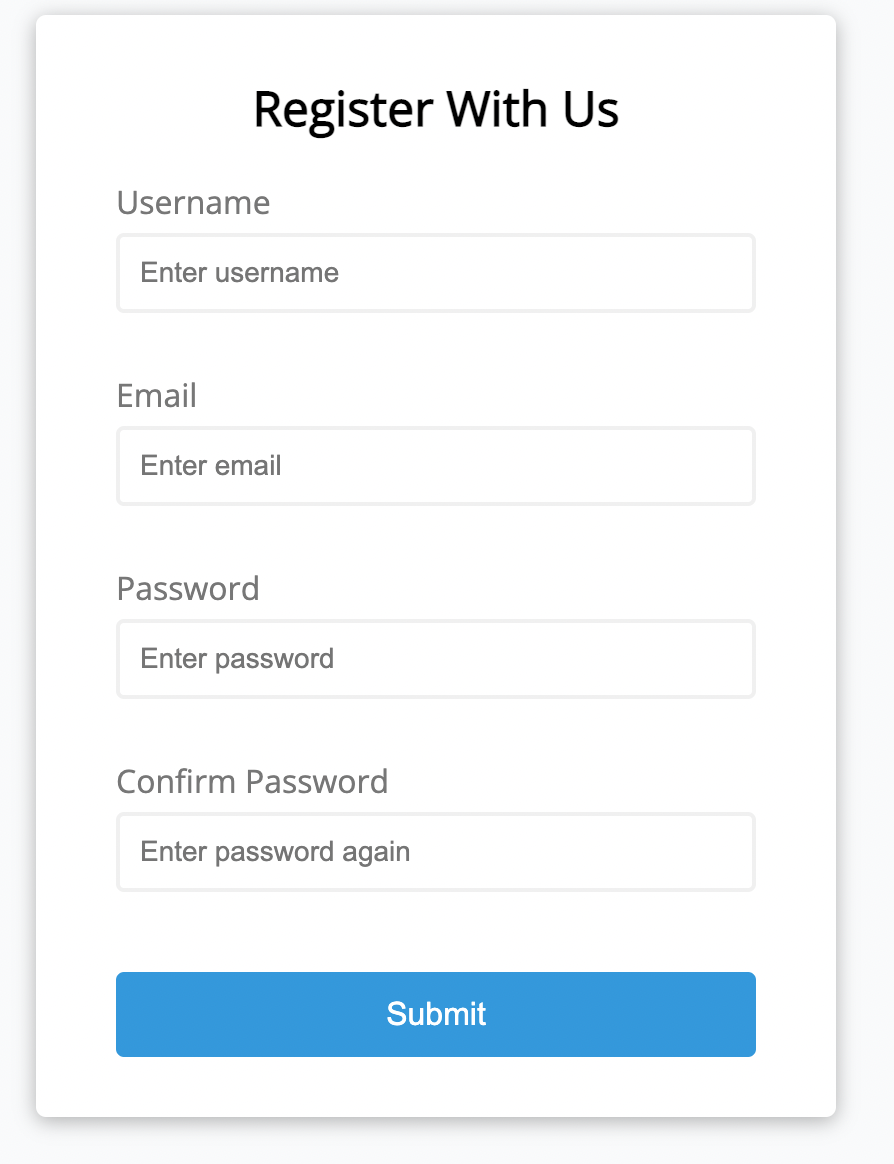 Register With Us
Username
Enter username
Email
Enter email
Password
Enter password
Confirm Password
Enter password again
Submit